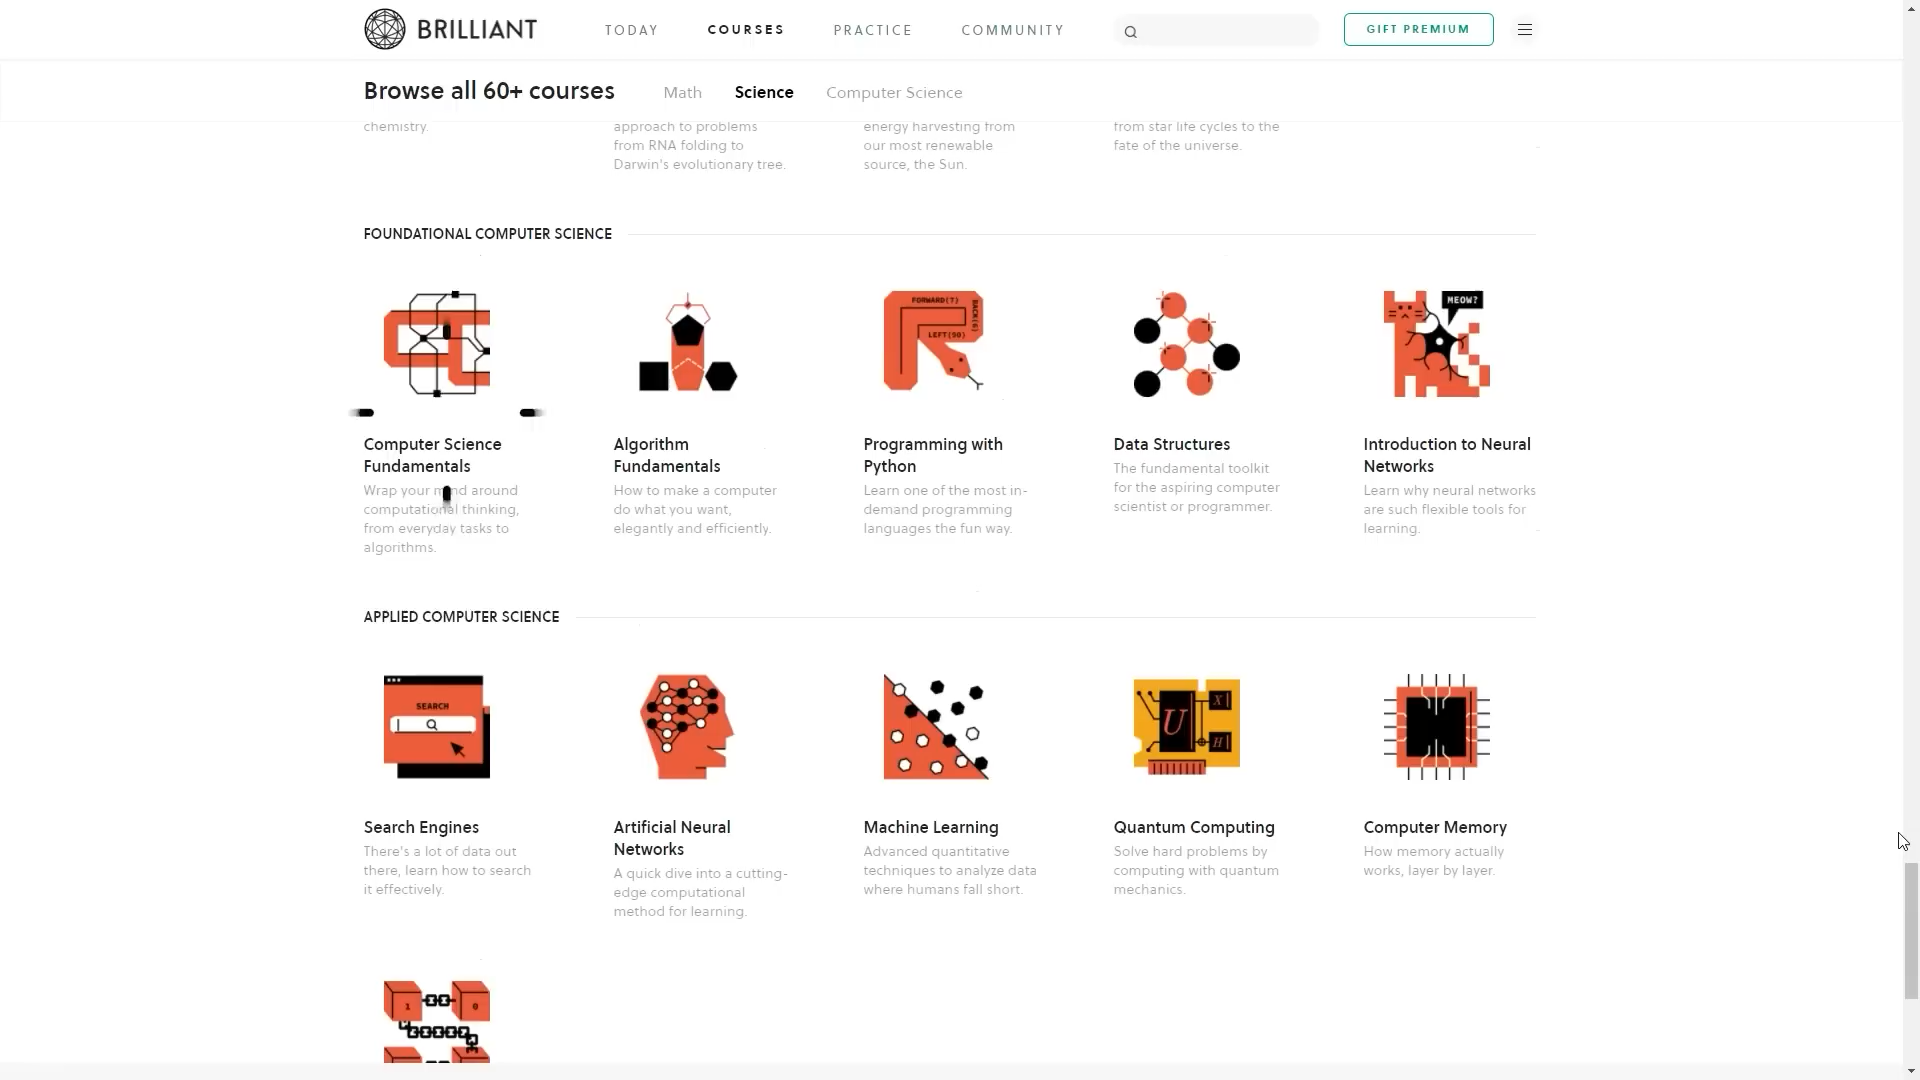 BRILLIANT
TODAY
COURSES
PRACTICE
COMMUNITY
GIFT PREMIUM
Browse all 60+ courses
Math
Science
Computer Science
chemistry.
approach to problems
from RNA folding to
Darwin's evolutionary tree.
energy harvesting from
our most renewable
source, the Sun.
from star life cycles to the
fate of the universe.
FOUNDATIONAL COMPUTER SCIENCE
FORWARD(7)
BACK(6)
LEFT(90)
MEOW?
Computer Science
Fundamentals
Wrap your mind around
computational thinking,
from everyday tasks to
algorithms.
Algorithm
Fundamentals
How to make a computer
do what you want,
elegantly and efficiently.
Programming with
Python
Learn one of the most in-
demand programming
languages the fun way.
Data Structures
The fundamental toolkit
for the aspiring computer
scientist or programmer.
Introduction to Neural
Networks
Learn why neural networks
are such flexible tools for
learning.
APPLIED COMPUTER SCIENCE
SEARCH
U
X
H
Search Engines
There's a lot of data out
there, learn how to search
it effectively.
Artificial Neural
Networks
A quick dive into a cutting-
edge computational
method for learning.
Machine Learning
Advanced quantitative
techniques to analyze data
where humans fall short.
Quantum Computing
Solve hard problems by
computing with quantum
mechanics.
Computer Memory
How memory actually
works, layer by layer.
1
0